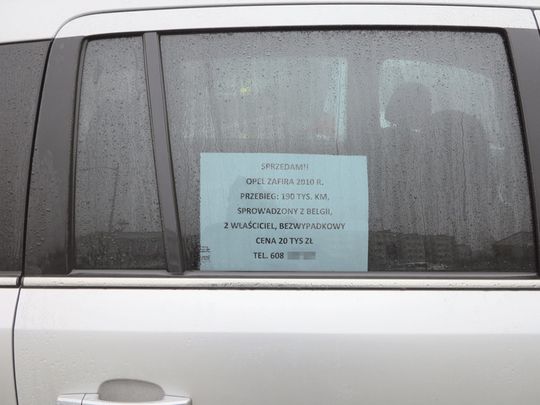 SPRZEDAM!!
OPEL ZAFIRA 2010 R.
PRZEBIEG: 190 TYS. KM,
SPROWADZONY Z BELGII,
2 WŁAŚCICIEL, BEZWYPADKOWY
CENA 20 TYS ZŁ
TEL. 608